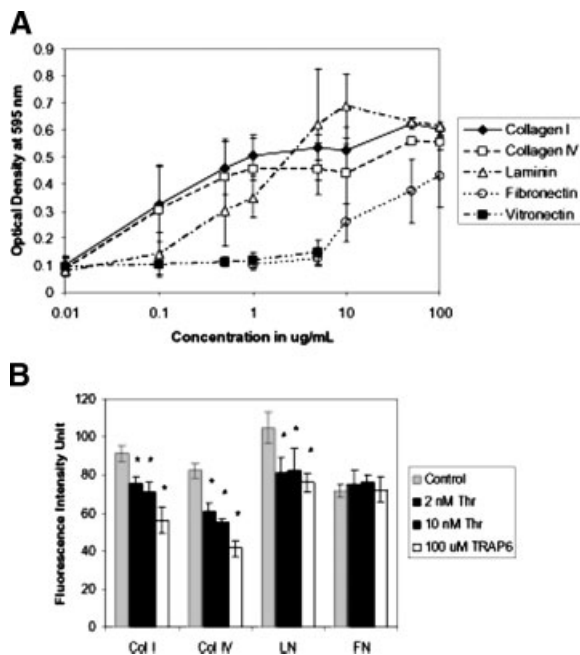 A
0.9
0.8
0.7
0.6
0.5
0.4
0.3
0.2
0.1
0
Optical Density at 595 nm
0.01 0.1 1 10 100
Concentration in ug/mL
Collagen I
Collagen IV
Laminin
Fibronectin
Vitronectin
B
120
100
80
60
40
20
0
Fluorescence Intensity Unit
* * *
* * *
* * *
Col I Col IV LN FN
Control
2 nM Thr
10 nM Thr
100 uM TRAP6